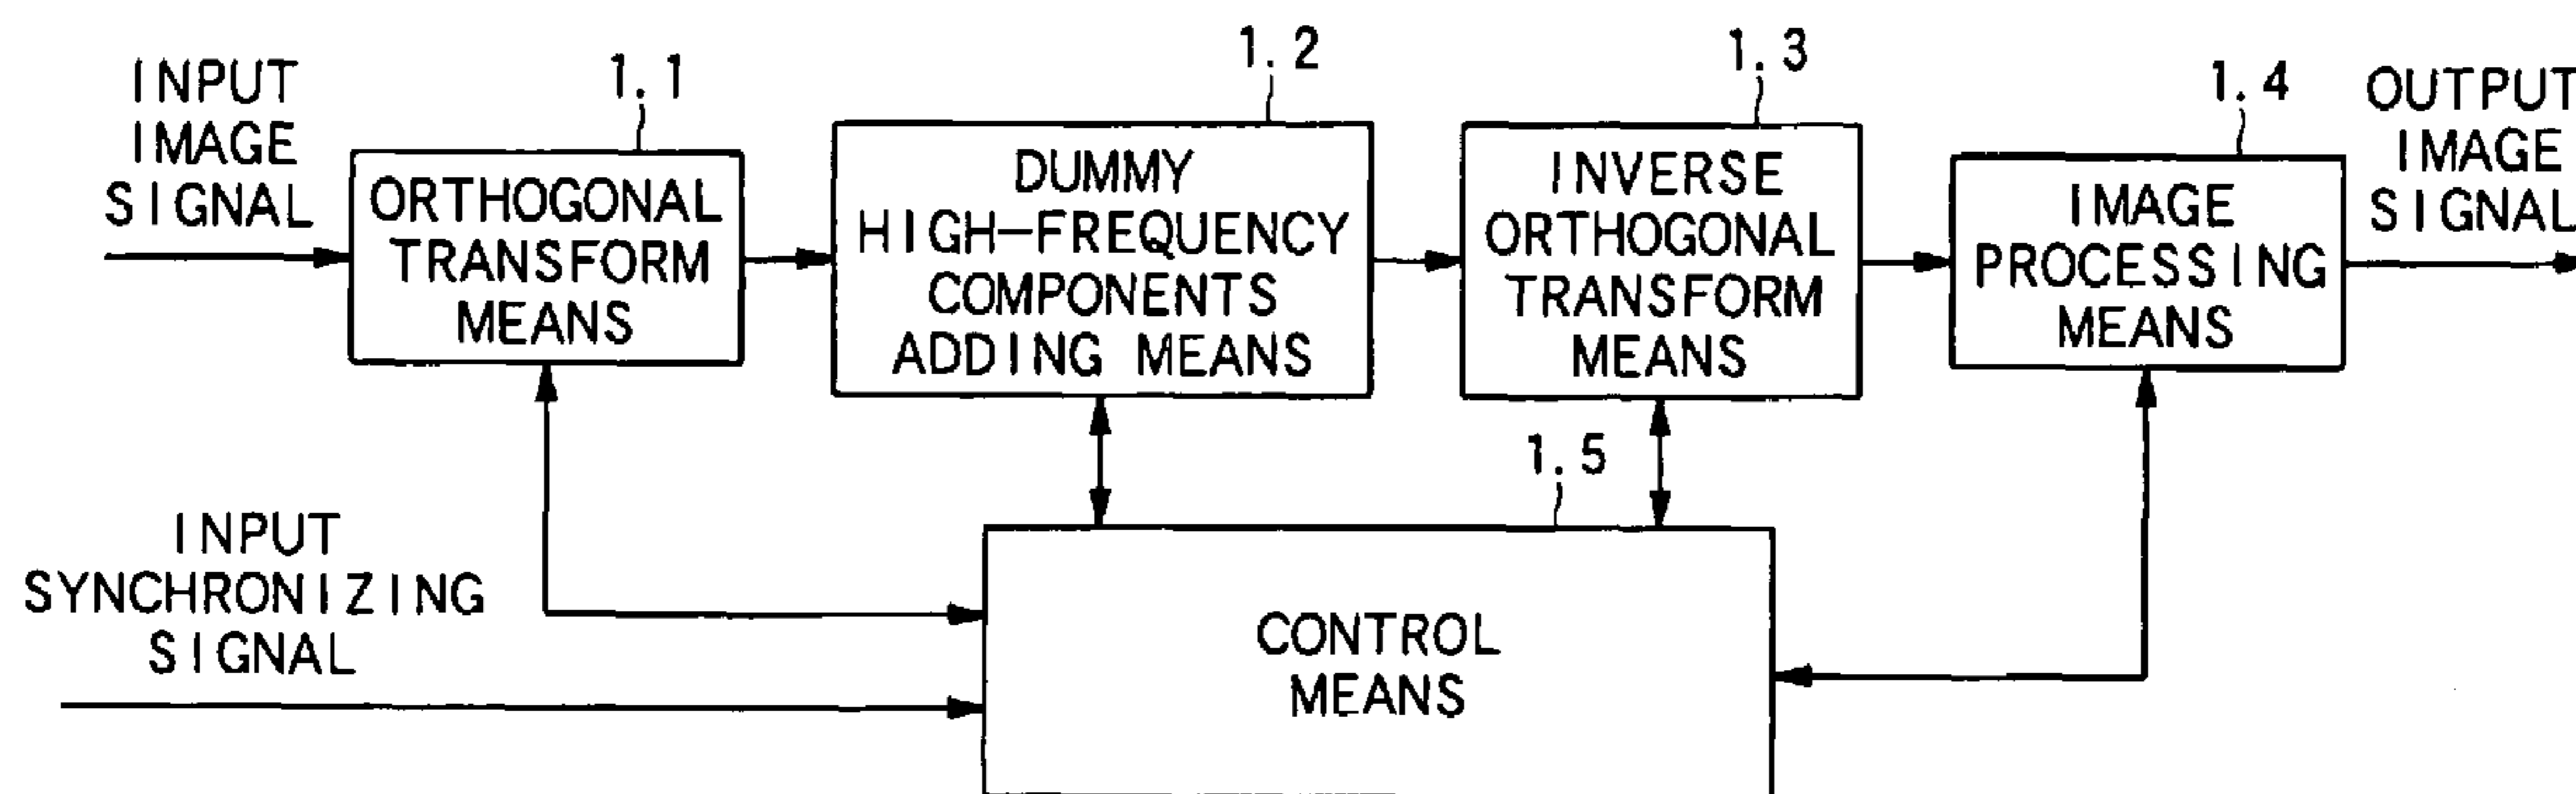 INPUT
IMAGE
SIGNAL
1.1
ORTHOGONAL
TRANSFORM
MEANS
1.2
DUMMY
HIGH-FREQUENCY
COMPONENTS
ADDING MEANS
1.3
INVERSE
ORTHOGONAL
TRANSFORM
MEANS
1.4
IMAGE
PROCESSING
MEANS
OUTPUT
IMAGE
SIGNAL
INPUT
SYNCHRONIZING
SIGNAL
1.5
CONTROL
MEANS